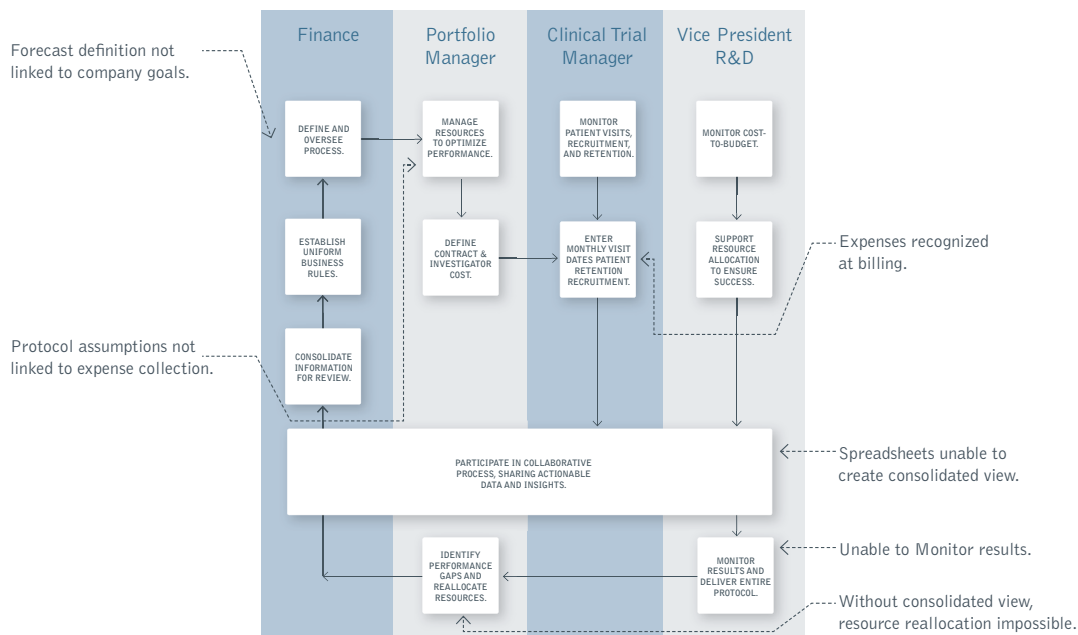 Finance
Portfolio
Manager
Clinical Trial
Manager
Vice President
R&D
Forecast definition not
linked to company goals.
DEFINE AND
OVERSEE
PROCESS.
MANAGE
RESOURCES
TO OPTIMIZE
PERFORMANCE.
MONITOR
PATIENT VISITS,
RECRUITMENT,
AND RETENTION.
MONITOR COST-
TO-BUDGET.
ESTABLISH
UNIFORM
BUSINESS
RULES.
DEFINE
CONTRACT &
INVESTIGATOR
COST.
ENTER
MONTHLY VISIT
DATES PATIENT
RETENTION
RECRUITMENT.
SUPPORT
RESOURCE
ALLOCATION
TO ENSURE
SUCCESS.
Expenses recognized
at billing.
Protocol assumptions not
linked to expense collection.
CONSOLIDATE
INFORMATION
FOR REVIEW.
PARTICIPATE IN COLLABORATIVE
PROCESS, SHARING ACTIONABLE
DATA AND INSIGHTS.
Spreadsheets unable to
create consolidated view.
IDENTIFY
PERFORMANCE
GAPS AND
REALLOCATE
RESOURCES.
MONITOR
RESULTS AND
DELIVER ENTIRE
PROTOCOL.
Unable to Monitor results.
Without consolidated view,
resource reallocation impossible.